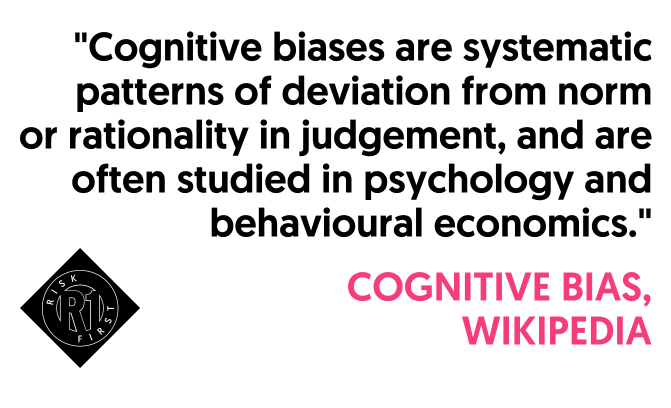 "Cognitive biases are systematic
patterns of deviation from norm
or rationality in judgement, and are
often studied in psychology and
behavioural economics."
COGNITIVE BIAS,
WIKIPEDIA
RISK
R1
FIRST